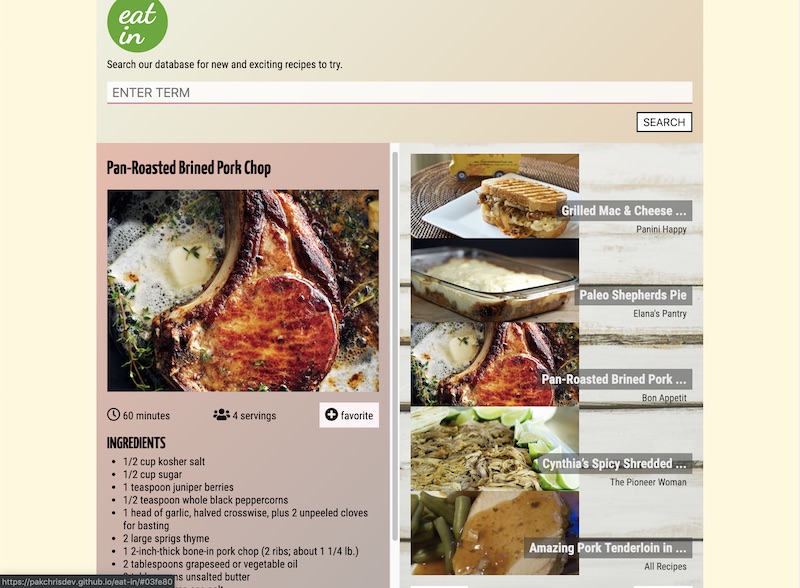 eat
in
Search our database for new and exciting recipes to try.
ENTER TERM
SEARCH
Pan-Roasted Brined Pork Chop
60 minutes
4 servings
favorite
INGREDIENTS
1/2 cup kosher salt
1/2 cup sugar
1 teaspoon juniper berries
1/2 teaspoon whole black peppercorns
1 head of garlic, halved crosswise, plus 2 unpeeled cloves
for basting
2 large sprigs thyme
1 2-inch-thick bone-in pork chop (2 ribs; about 1 1/4 lb.)
2 tablespoons grapeseed or vegetable oil
unsalted butter
Grilled Mac & Cheese ...
Panini Happy
Paleo Shepherds Pie
Elana's Pantry
Pan-Roasted Brined Pork ...
Bon Appetit
Cynthia's Spicy Shredded ...
The Pioneer Woman
Amazing Pork Tenderloin in ...
All Recipes
https://pakchrisdev.github.io/eat-in/#03fe80